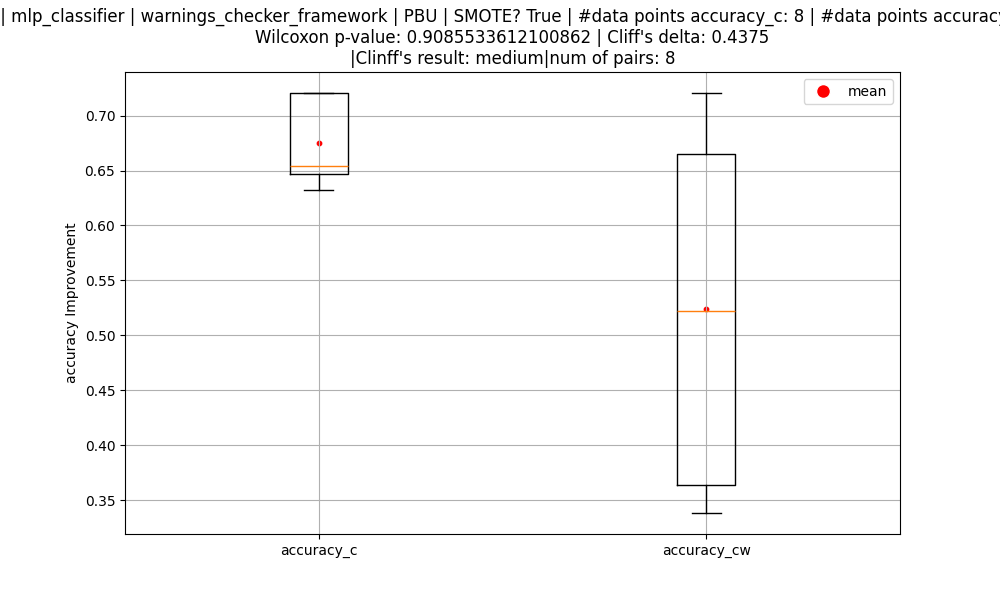 | mlp_classifier | warnings_checker_framework | PBU | SMOTE? True | #data points accuracy_c: 8 | #data points accuracy
Wilcoxon p-value: 0.9085533612100862 | Cliff's delta: 0.4375
|Clinff's result: medium|num of pairs: 8
mean
0.70
0.65
0.60
0.55
0.50
0.45
0.40
0.35
accuracy Improvement
accuracy_c
accuracy_cw